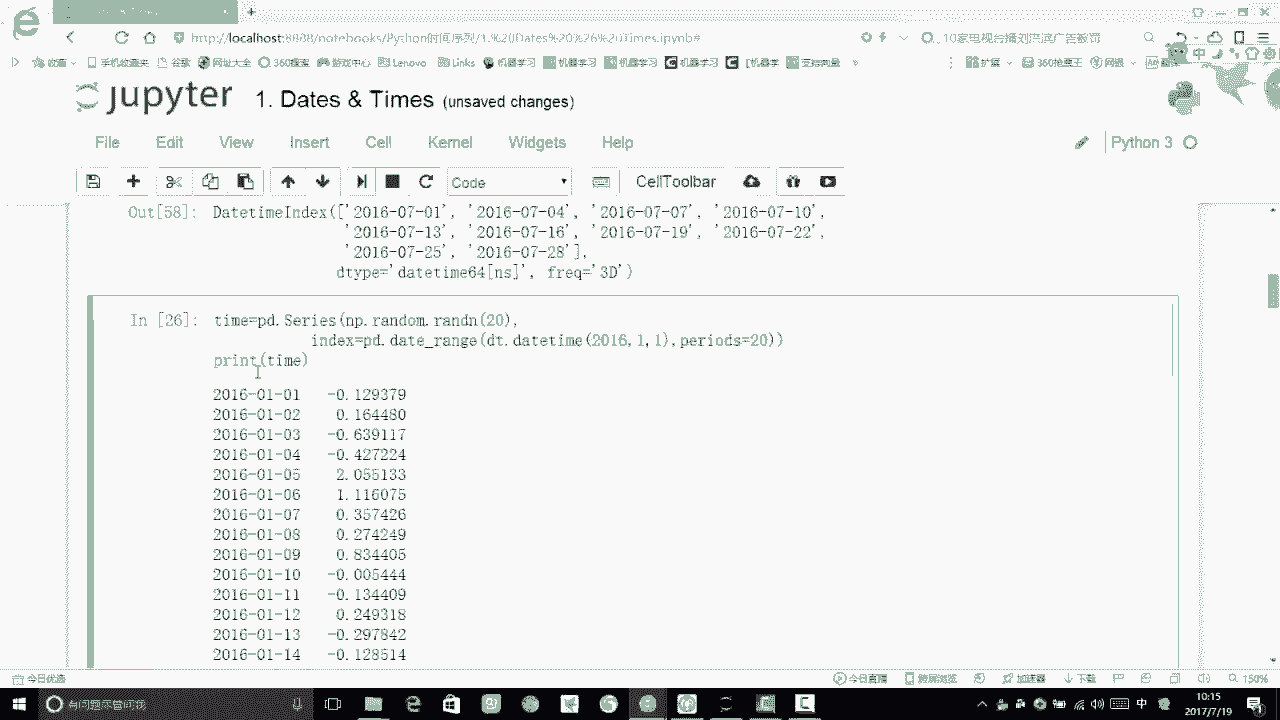 http://localhost:8888/notebooks/Python时间序列/1.%20Dates%20%26%20Times.ipynb#
10家电视台播刘洪滨广告被罚
收藏 手机收藏夹 谷歌 网址大全 360搜索 游戏中心 Lenovo Links 机器学习 机器学习 机器学习 机器学习 [机器学 支持向量 » 扩展 360抢票王 网银
jupyter 1. Dates & Times (unsaved changes)
File Edit View Insert Cell Kernel Widgets Help
Python 3
Code CellToolbar
Out[58]: DatetimeIndex(['2016-07-01', '2016-07-04', '2016-07-07', '2016-07-10',
'2016-07-13', '2016-07-16', '2016-07-19', '2016-07-22',
'2016-07-25', '2016-07-28'],
dtype='datetime64[ns]', freq='3D')
In [26]: time=pd.Series(np.random.randn(20),
index=pd.date_range(dt.datetime(2016,1,1),periods=20))
print(time)
2016-01-01 -0.129379
2016-01-02 0.164480
2016-01-03 -0.639117
2016-01-04 -0.427224
2016-01-05 2.055133
2016-01-06 1.116075
2016-01-07 0.357426
2016-01-08 0.274249
2016-01-09 0.834405
2016-01-10 -0.005444
2016-01-11 -0.134409
2016-01-12 0.249318
2016-01-13 -0.297842
2016-01-14 -0.128514
今日优选 今日直播 跨屏浏览 加速器 下载 150%
有问题尽管问我
中
10:15
2017/7/19